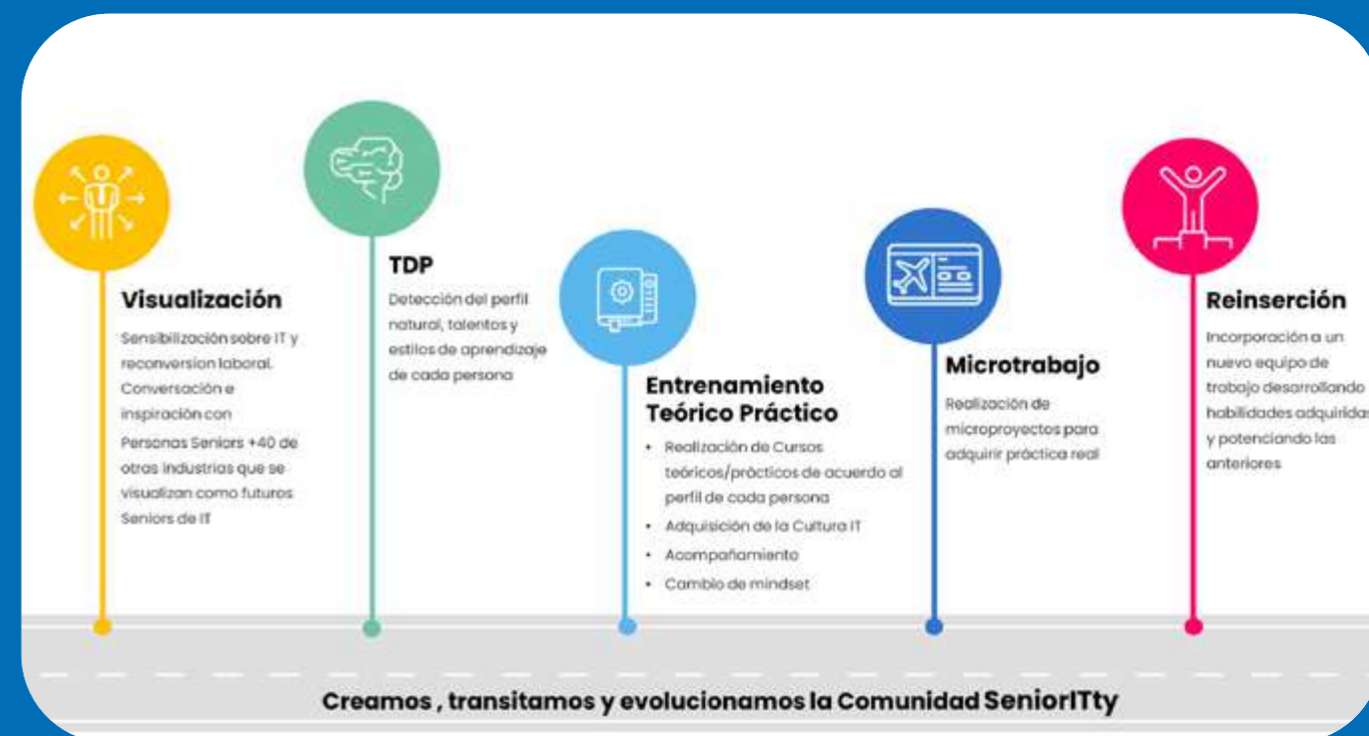 Visualización
Sensibilización sobre IT y
reconversion laboral.
Conversación e
inspiración con
Personas Seniors +40 de
otras industrias que se
visualizan como futuros
Seniors de IT
TDP
Detección del perfil
natural, talentos y
estilos de aprendizaje
de cada persona
Entrenamiento
Teórico Práctico
• Realización de Cursos
teóricos/prácticos de acuerdo al
perfil de cada persona
• Adquisición de la Cultura IT
• Acompañamiento
• Cambio de mindset
Microtrabajo
Realización de
microproyectos para
adquirir práctica real
Reinserción
Incorporación a un
nuevo equipo de
trabajo desarrollando
habilidades adquiridas
y potenciando las
anteriores
Creamos , transitamos y evolucionamos la Comunidad SeniorITty